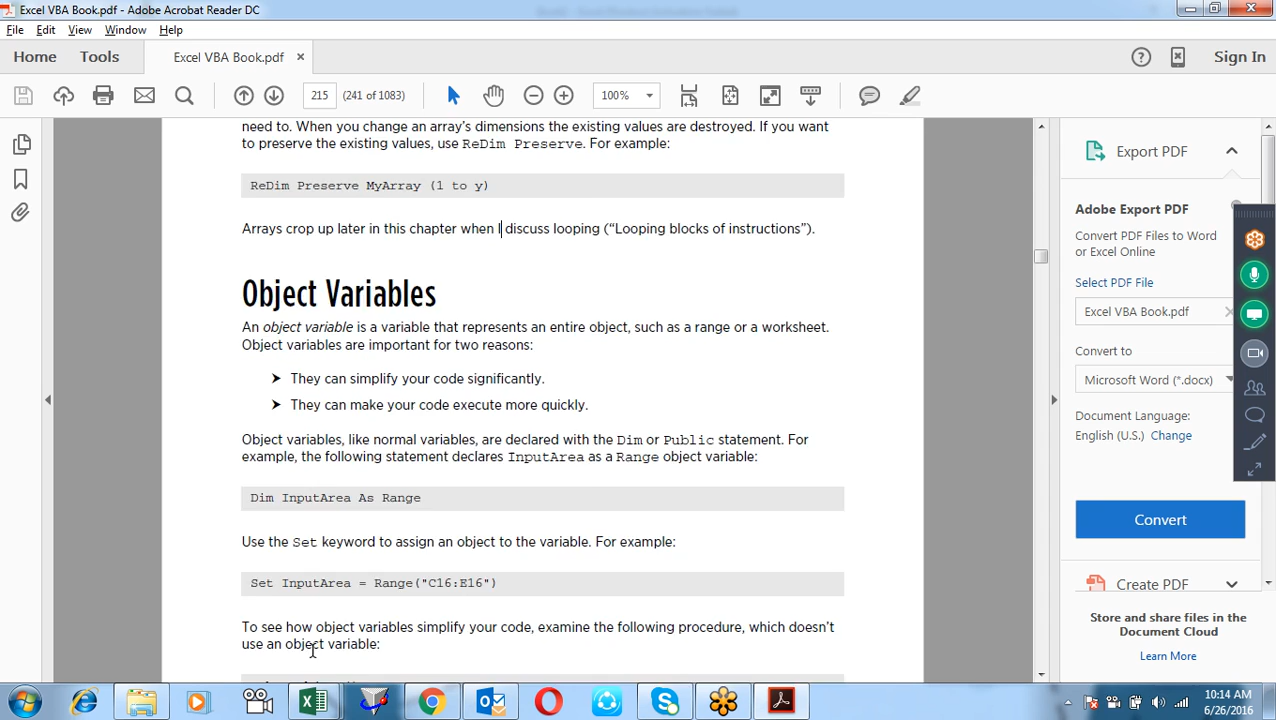 Excel VBA Book.pdf - Adobe Acrobat Reader DC
File Edit View Window Help
Home Tools Excel VBA Book.pdf × Sign In
215 (241 of 1083) 100%
need to. When you change an array's dimensions the existing values are destroyed. If you want
to preserve the existing values, use ReDim Preserve. For example:
ReDim Preserve MyArray (1 to y)
Arrays crop up later in this chapter when I discuss looping (“Looping blocks of instructions”).
Object Variables
An object variable is a variable that represents an entire object, such as a range or a worksheet.
Object variables are important for two reasons:
➤ They can simplify your code significantly.
➤ They can make your code execute more quickly.
Object variables, like normal variables, are declared with the Dim or Public statement. For
example, the following statement declares InputArea as a Range object variable:
Dim InputArea As Range
Use the Set keyword to assign an object to the variable. For example:
Set InputArea = Range("C16:E16")
To see how object variables simplify your code, examine the following procedure, which doesn't
use an object variable:
Export PDF
Adobe Export PDF
Convert PDF Files to Word
or Excel Online
Select PDF File
Excel VBA Book.pdf
Convert to
Microsoft Word (*.docx)
Document Language:
English (U.S.) Change
Convert
Create PDF
Store and share files in the
Document Cloud
Learn More
10:14 AM
6/26/2016